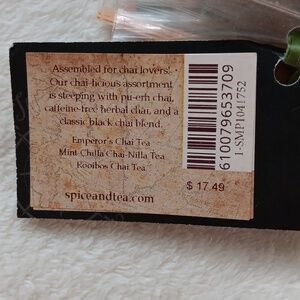 Assembled for chai lovers!
Our chai-licious assortment
is sleeping with pu-erh chai,
caffeine-free herbal chai, and a
classic black chai blend.
Emperor's Chai Tea
Mint Chilla Chai-Nilla Tea
Rooibos Chai Tea
spiceandtea.com
$ 17.49
610079653709
1-SMP1041752